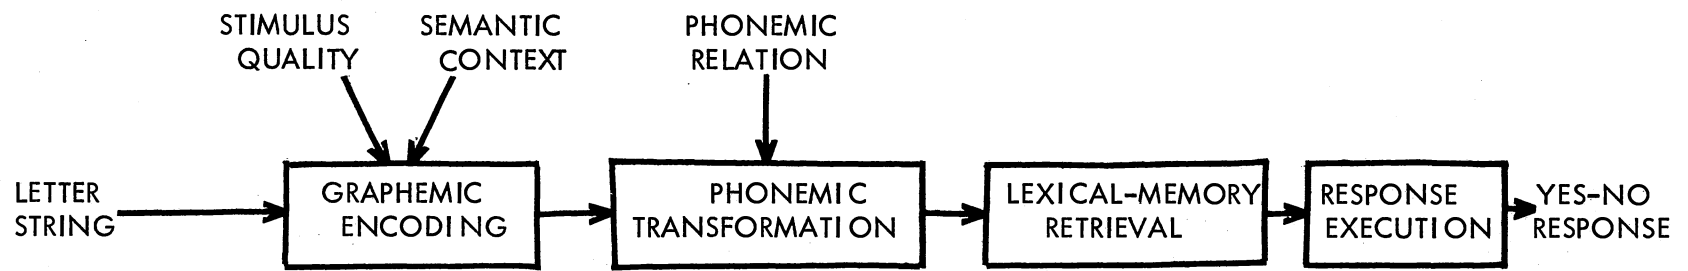 STIMULUS
QUALITY
SEMANTIC
CONTEXT
PHONEMIC
RELATION
LETTER
STRING
GRAPHEMIC
ENCODING
PHONEMIC
TRANSFORMATION
LEXICAL-MEMORY
RETRIEVAL
RESPONSE
EXECUTION
YES-NO
RESPONSE